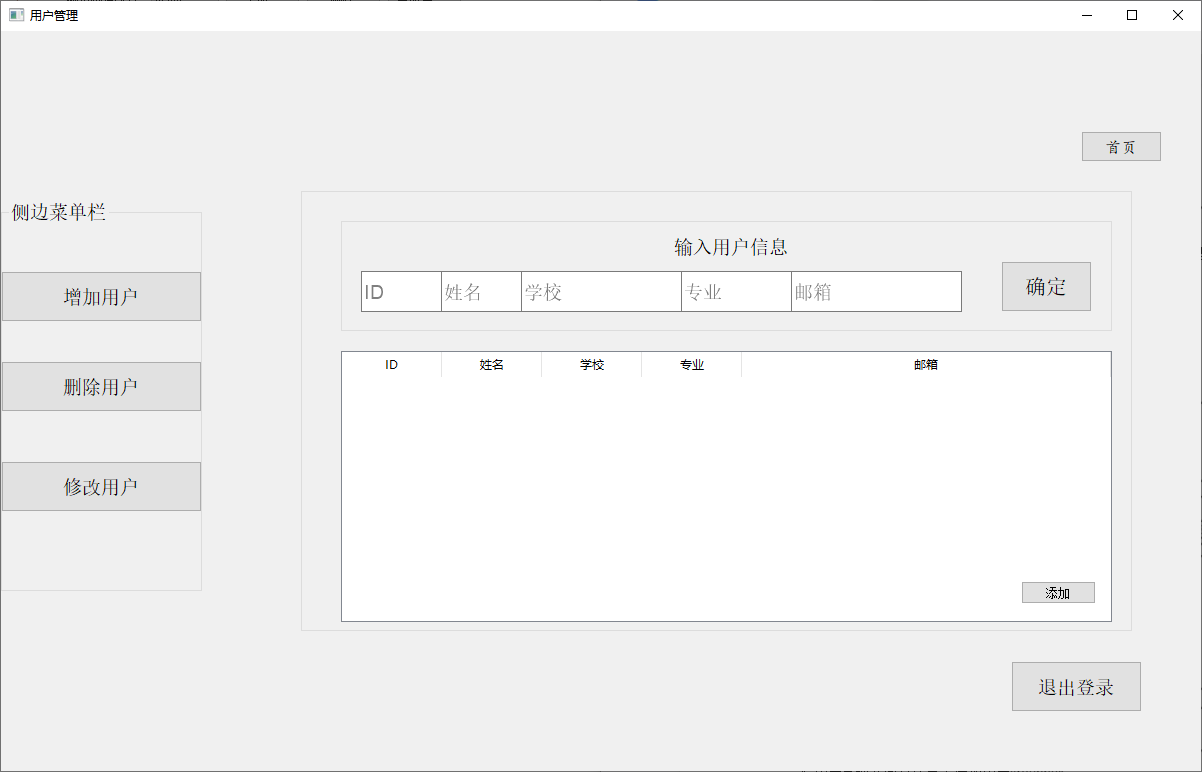 用户管理
首页
侧边菜单栏
增加用户
删除用户
修改用户
输入用户信息
ID 姓名 学校 专业 邮箱
确定
ID 姓名 学校 专业 邮箱
添加
退出登录